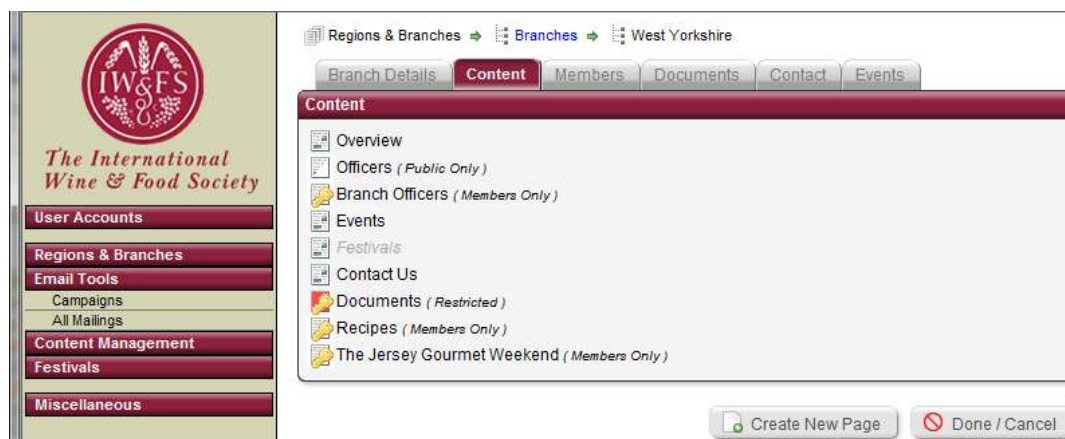 IW&FS
The International
Wine & Food Society
User Accounts
Regions & Branches
Email Tools
Campaigns
All Mailings
Content Management
Festivals
Miscellaneous
Regions & Branches Branches West Yorkshire
Branch Details Content Members Documents Contact Events
Content
Overview
Officers ( Public Only )
Branch Officers ( Members Only )
Events
Festivals
Contact Us
Documents ( Restricted )
Recipes ( Members Only )
The Jersey Gourmet Weekend ( Members Only )
Create New Page Done / Cancel